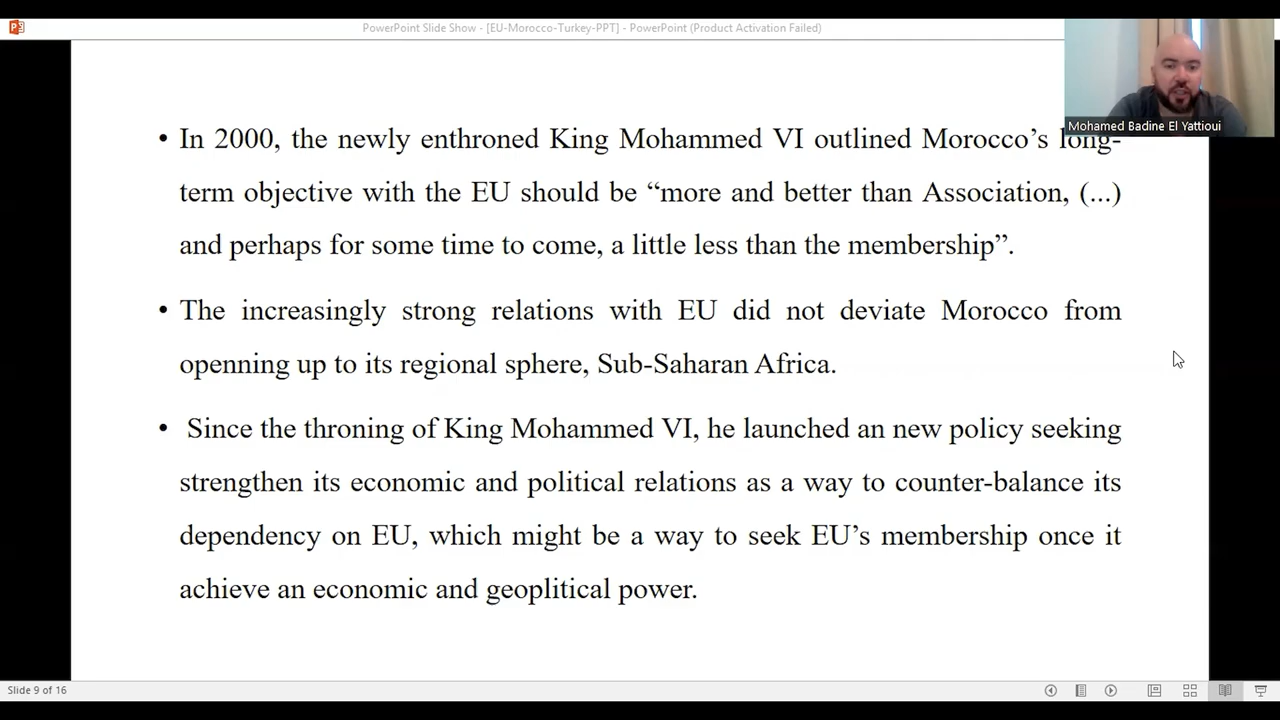 PowerPoint Slide Show - [EU-Morocco-Turkey-PPT] - PowerPoint (Product Activation Failed)
Mohamed Badine El Yattioui
• In 2000, the newly enthroned King Mohammed VI outlined Morocco’s long-
term objective with the EU should be “more and better than Association, (...)
and perhaps for some time to come, a little less than the membership”.
• The increasingly strong relations with EU did not deviate Morocco from
openning up to its regional sphere, Sub-Saharan Africa.
• Since the throning of King Mohammed VI, he launched an new policy seeking
strengthen its economic and political relations as a way to counter-balance its
dependency on EU, which might be a way to seek EU’s membership once it
achieve an economic and geoplitical power.
Slide 9 of 16